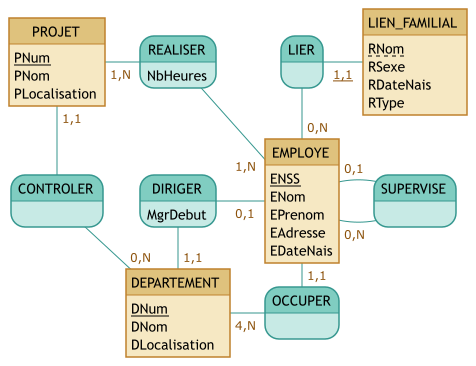 PROJET
PNum
PNom
PLocalisation
1,N
REALISER
NbHeures
LIER
1,1
LIEN_FAMILIAL
RNom
RSexe
RDateNais
RType
1,1
0,N
1,N
EMPLOYE
ENSS
ENom
EPrenom
EAdresse
EDateNais
0,1
SUPERVISE
0,N
CONTROLER
DIRIGER
MgrDebut
0,1
0,N
1,1
1,1
DEPARTEMENT
DNum
DNom
DLocalisation
4,N
OCCUPER